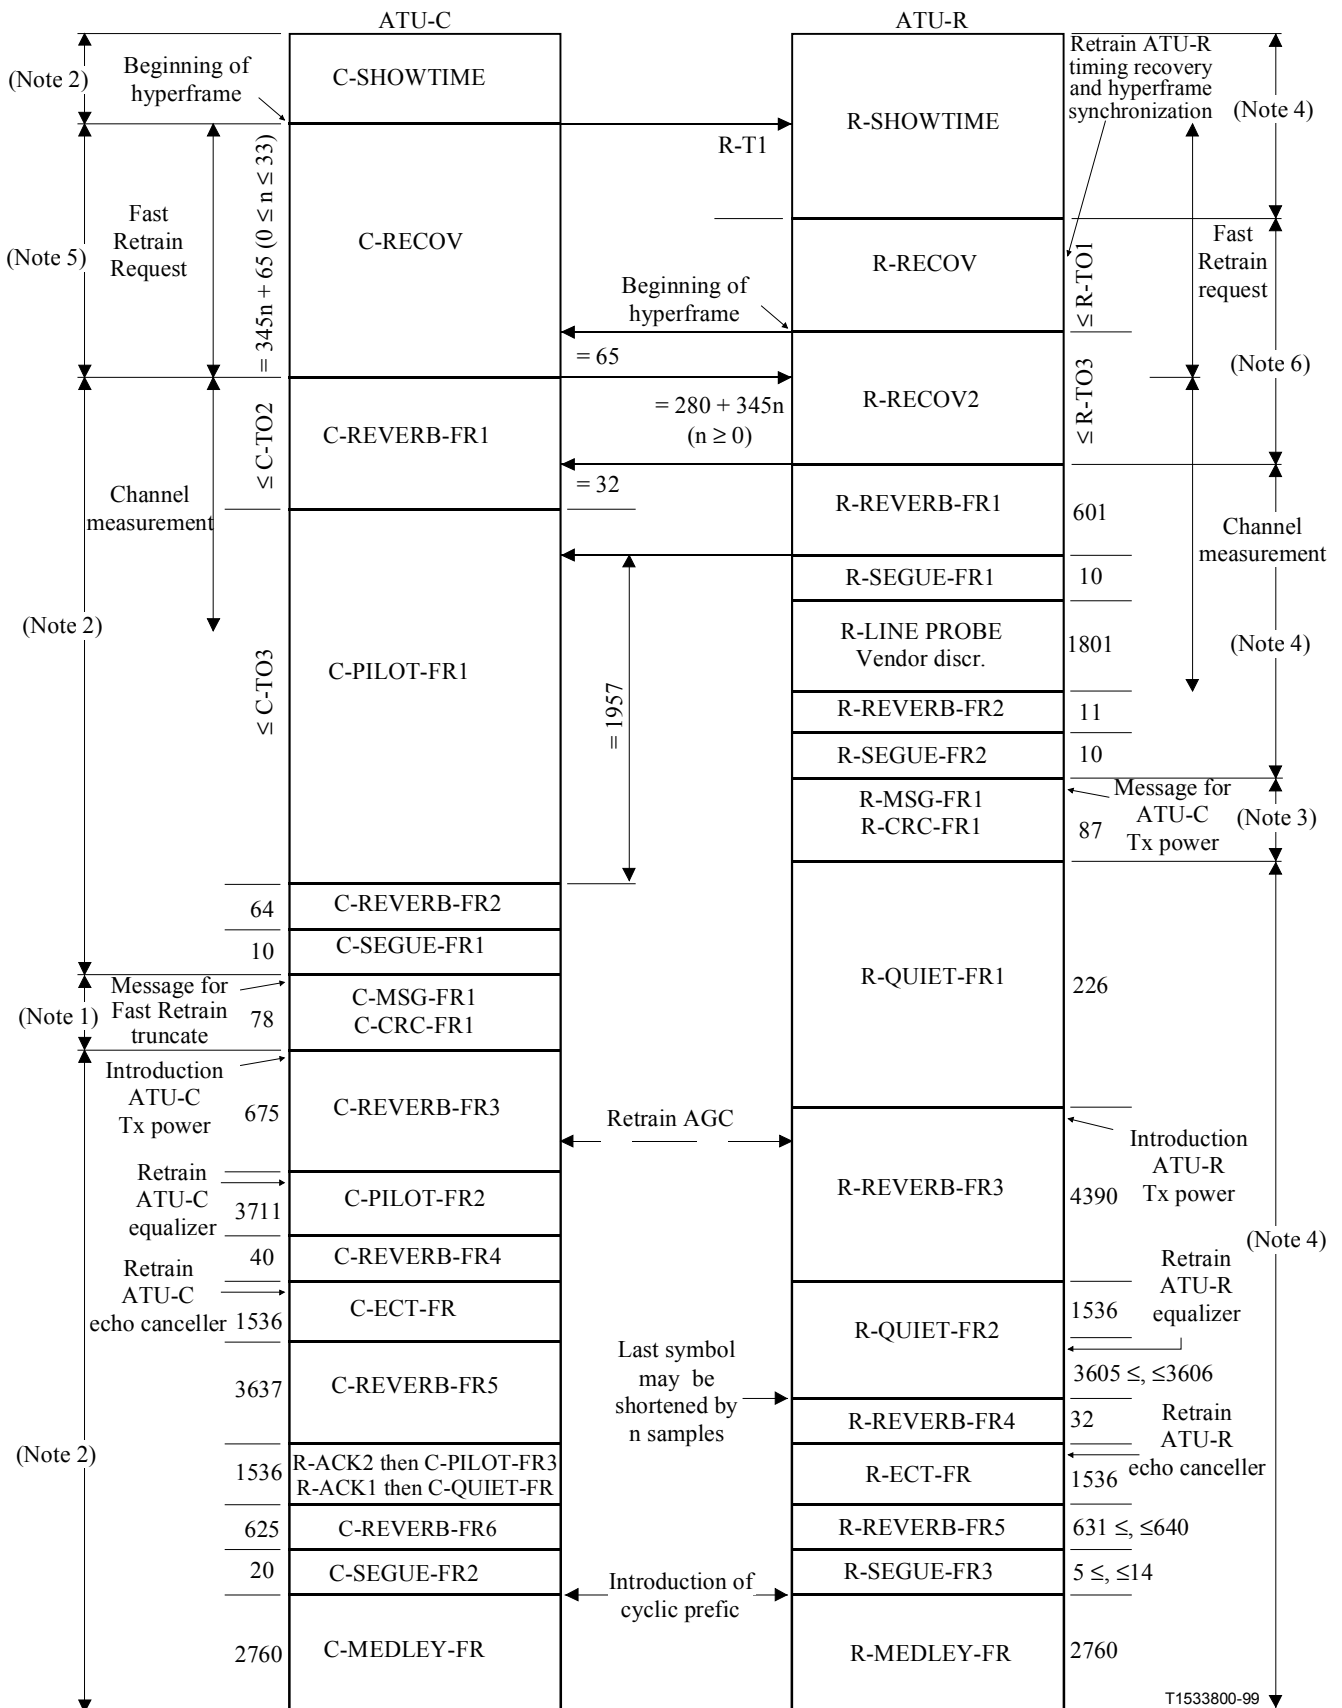 ATU-C
ATU-R
(Note 2)
Beginning of
hyperframe
C-SHOWTIME
R-SHOWTIME
Retrain ATU-R
timing recovery
and hyperframe
synchronization
(Note 4)
R-T1
(Note 5)
Fast
Retrain
Request
= 345n + 65 (0 ≤ n ≤ 33)
C-RECOV
R-RECOV
≤ R-TO1
Fast
Retrain
request
Beginning of
hyperframe
= 65
(Note 6)
≤ C-TO2
C-REVERB-FR1
= 280 + 345n
(n ≥ 0)
R-RECOV2
≤ R-TO3
= 32
Channel
measurement
R-REVERB-FR1
601
Channel
measurement
R-SEGUE-FR1
10
(Note 2)
≤ C-TO3
C-PILOT-FR1
= 1957
R-LINE PROBE
Vendor discr.
1801
(Note 4)
R-REVERB-FR2
11
R-SEGUE-FR2
10
R-MSG-FR1
R-CRC-FR1
87
Message for
ATU-C
Tx power
(Note 3)
64
C-REVERB-FR2
10
C-SEGUE-FR1
R-QUIET-FR1
226
(Note 1)
Message for
Fast Retrain
truncate
78
C-MSG-FR1
C-CRC-FR1
Introduction
ATU-C
Tx power
675
C-REVERB-FR3
Retrain AGC
Introduction
ATU-R
Tx power
R-REVERB-FR3
4390
Retrain
ATU-C
equalizer
3711
C-PILOT-FR2
40
C-REVERB-FR4
(Note 4)
Retrain
ATU-C
echo canceller
1536
C-ECT-FR
R-QUIET-FR2
1536
Retrain
ATU-R
equalizer
3605 ≤, ≤3606
3637
C-REVERB-FR5
Last symbol
may be
shortened by
n samples
R-REVERB-FR4
32
Retrain
ATU-R
echo canceller
(Note 2)
1536
R-ACK2 then C-PILOT-FR3
R-ACK1 then C-QUIET-FR
R-ECT-FR
1536
625
C-REVERB-FR6
R-REVERB-FR5
631 ≤, ≤640
20
C-SEGUE-FR2
Introduction of
cyclic prefic
R-SEGUE-FR3
5 ≤, ≤14
2760
C-MEDLEY-FR
R-MEDLEY-FR
2760
T1533800-99